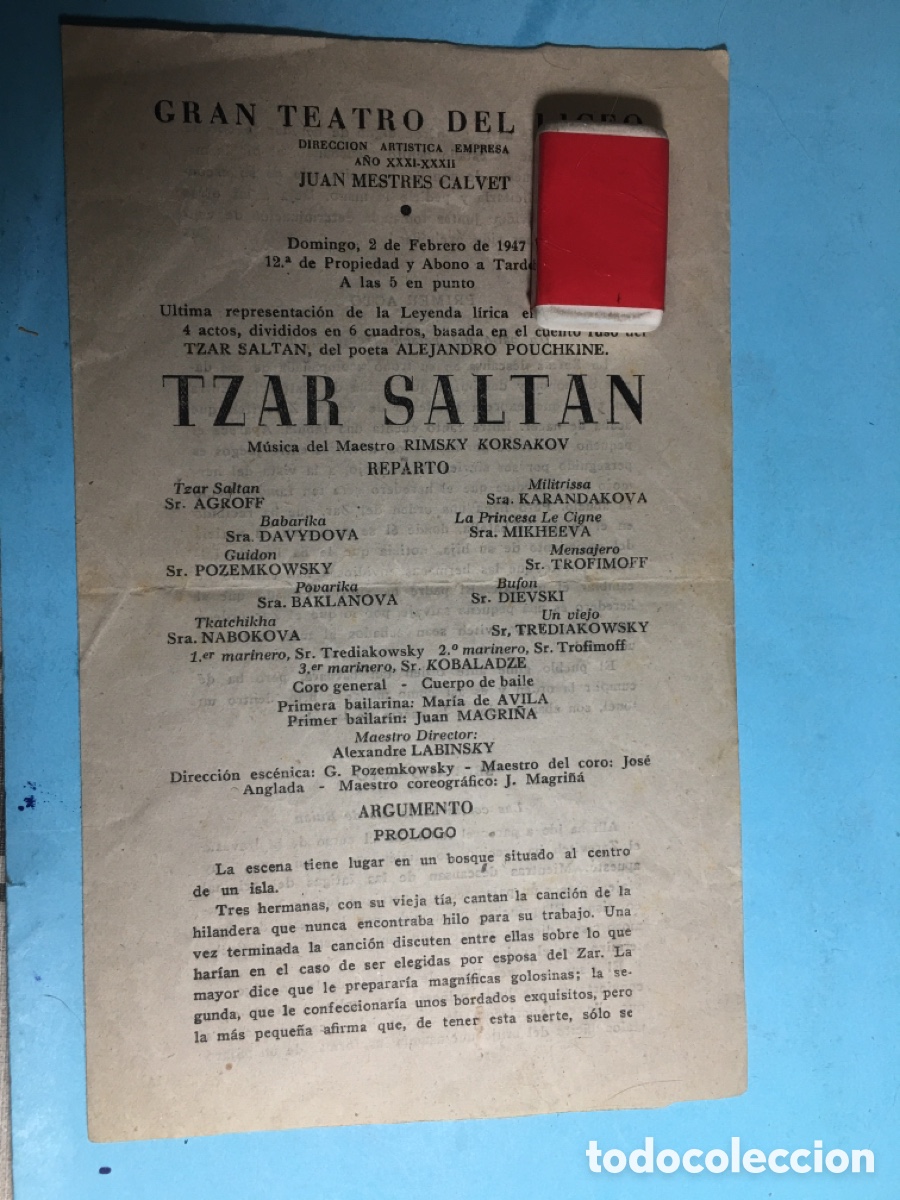 GRAN TEATRO DEL LICEO
DIRECCION ARTISTICA EMPRESA
AÑO XXXI-XXXII
JUAN MESTRES CALVET
Domingo, 2 de Febrero de 1947
12.ª de Propiedad y Abono a Tarde
A las 5 en punto
Ultima representación de la Leyenda lírica e
4 actos, divididos en 6 cuadros, basada en el cuento ruso del
TZAR SALTAN, del poeta ALEJANDRO POUCHKINE.
TZAR SALTAN
Música del Maestro RIMSKY KORSAKOV
REPARTO
Tzar Saltan Militrissa
Sr. AGROFF Sra. KARANDAKOVA
Babarika La Princesa Le Cigne
Sra. DAVYDOVA Sra. MIKHEEVA
Guidon Mensajero
Sr. POZEMKOWSKY Sr. TROFIMOFF
Povarika Bufon
Sra. BAKLANOVA Sr. DIEVSKI
Tkatchikha Un viejo
Sra. NABOKOVA Sr, TREDIAKOWSKY
1.er marinero, Sr. Trediakowsky 2.º marinero, Sr. Trofimoff
3.er marinero, Sr. KOBALADZE
Coro general - Cuerpo de baile
Primera bailarina: María de AVILA
Primer bailarín: Juan MAGRIÑA
Maestro Director:
Alexandre LABINSKY
Dirección escénica: G. Pozemkowsky - Maestro del coro: José
Anglada - Maestro coreográfico: J. Magriñá
ARGUMENTO
PROLOGO
La escena tiene lugar en un bosque situado al centro
de un isla.
Tres hermanas, con su vieja tía, cantan la canción de la
hilandera que nunca encontraba hilo para su trabajo. Una
vez terminada la canción discuten entre ellas sobre lo que
harían en el caso de ser elegidas por esposa del Zar. La
mayor dice que le prepararía magníficas golosinas; la se-
gunda, que le confeccionaría unos bordados exquisitos, pero
la más pequeña afirma que, de tener esta suerte, sólo se
todocoleccion